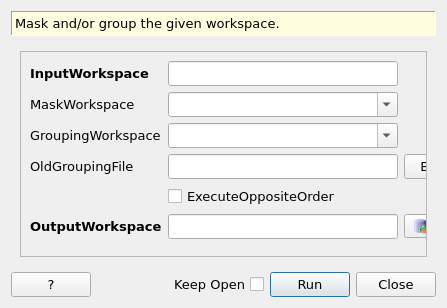 Mask and/or group the given workspace.
InputWorkspace
MaskWorkspace
GroupingWorkspace
OldGroupingFile
ExecuteOppositeOrder
OutputWorkspace
? Keep Open Run Close